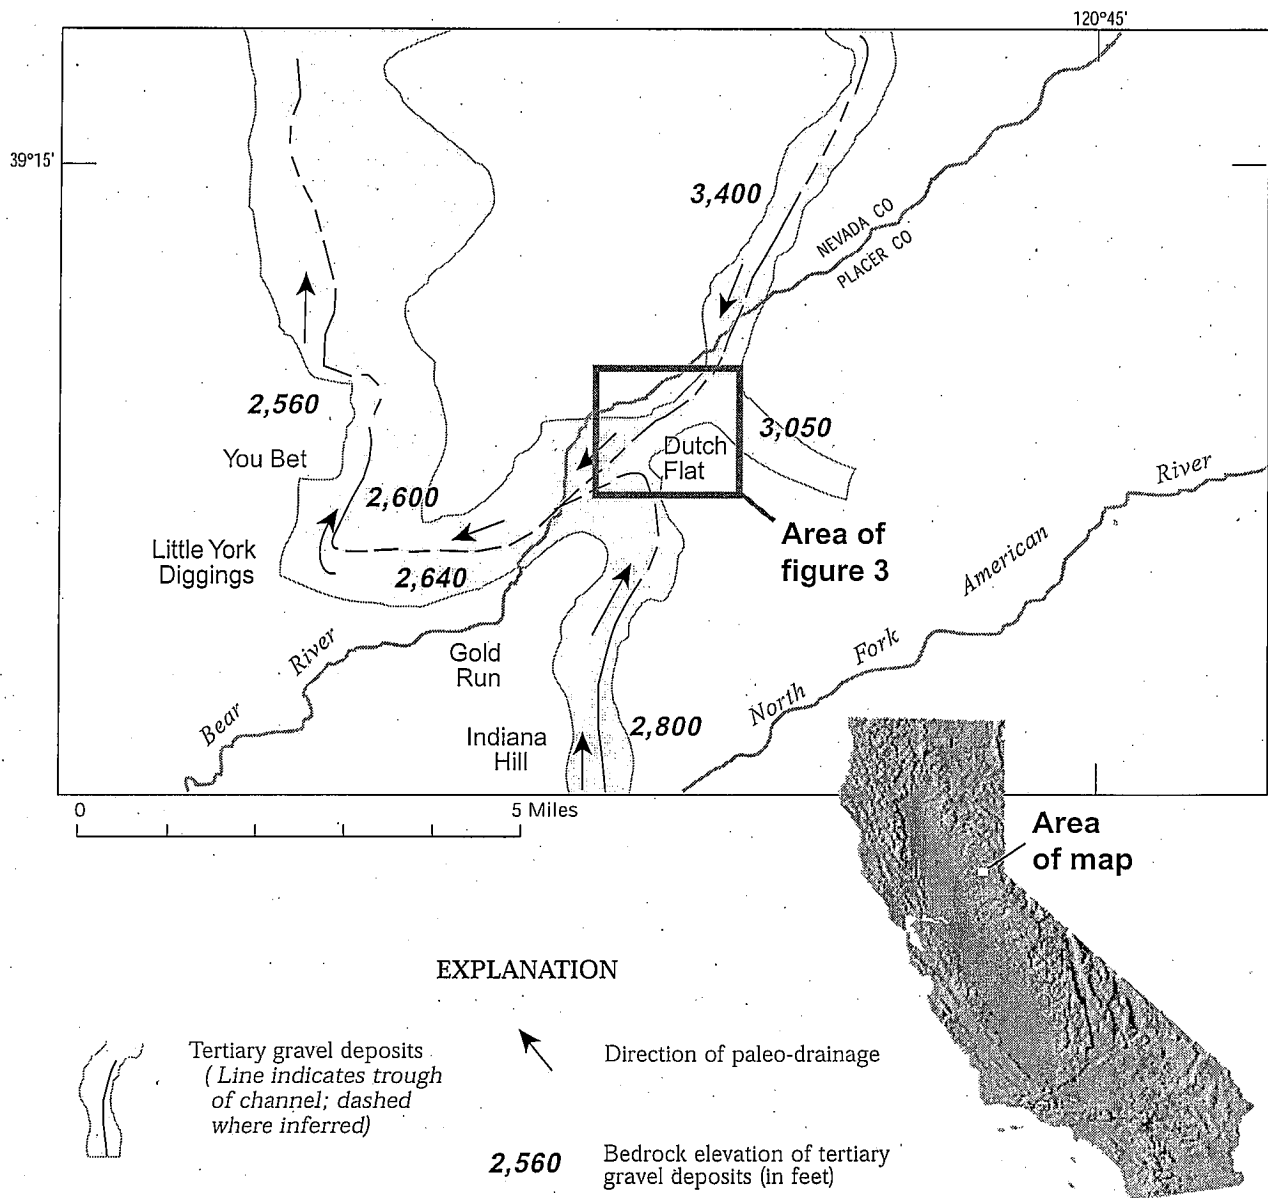 120°45'
39°15'
3,400
NEVADA CO
PLACER CO
2,560
3,050
You Bet
Dutch
Flat
2,600
River
Area of
figure 3
Little York
Diggings
2,640
American
Gold
Run
River
Fork
Bear
North
2,800
Indiana
Hill
0
5 Miles
Area
of map
EXPLANATION
Tertiary gravel deposits
(Line indicates trough
of channel; dashed
where inferred)
Direction of paleo-drainage
2,560
Bedrock elevation of tertiary
gravel deposits (in feet)